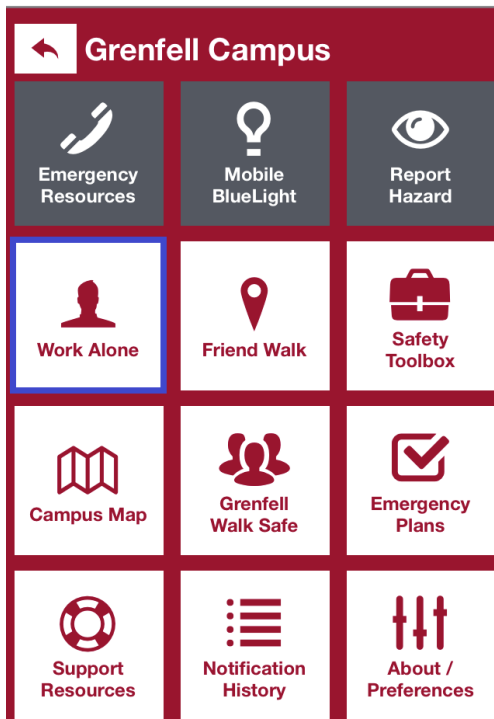 Grenfell Campus
Emergency
Resources
Mobile
BlueLight
Report
Hazard
Work Alone
Friend Walk
Safety
Toolbox
Campus Map
Grenfell
Walk Safe
Emergency
Plans
Support
Resources
Notification
History
About /
Preferences